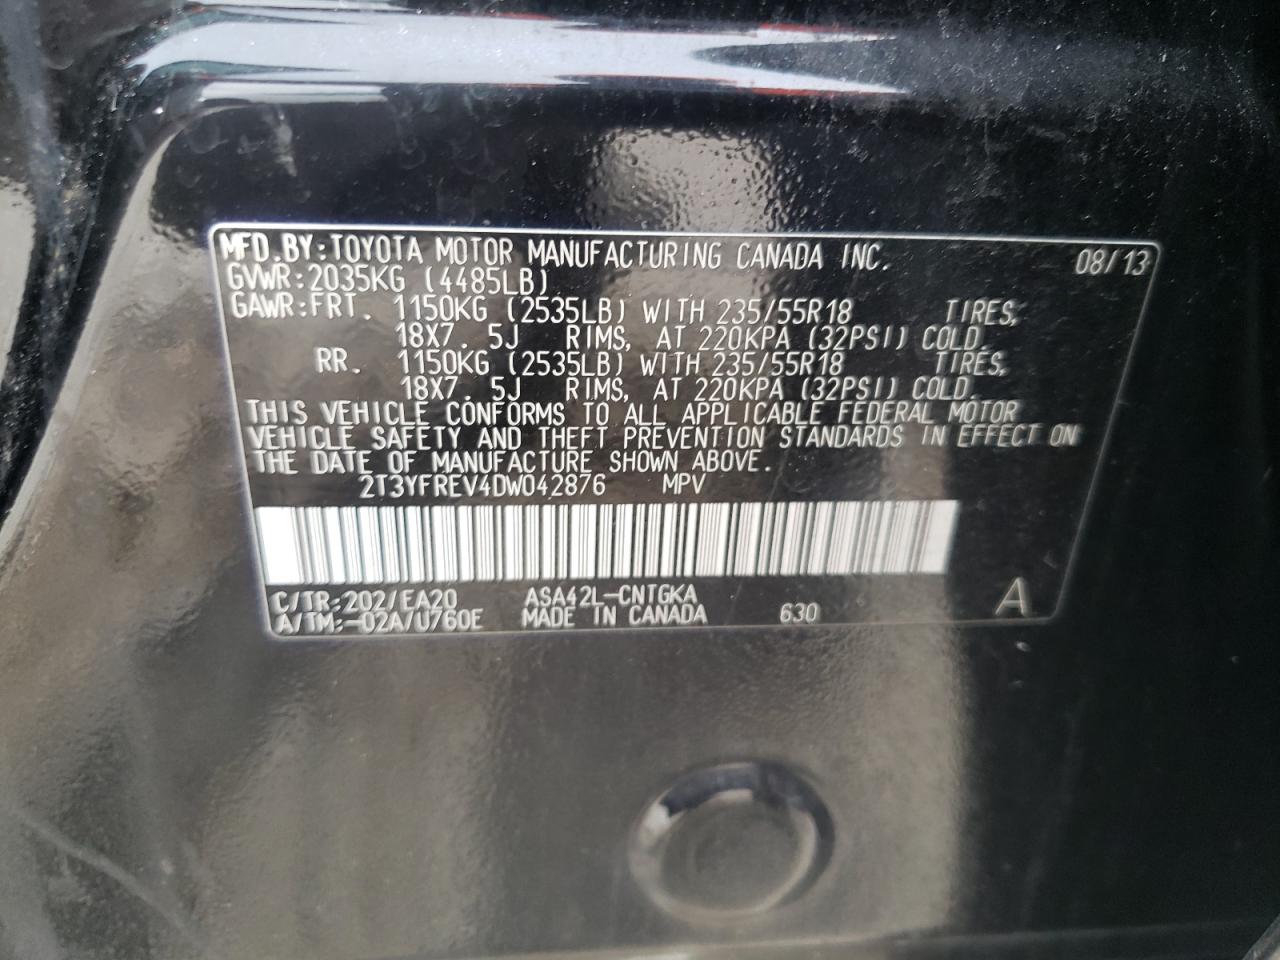 MFD.BY:TOYOTA MOTOR MANUFACTURING CANADA INC. 08/13
GVWR:2035KG (4485LB)
GAWR:FRT. 1150KG (2535LB) WITH 235/55R18 TIRES,
18X7.5J RIMS, AT 220KPA (32PSI) COLD.
RR. 1150KG (2535LB) WITH 235/55R18 TIRES,
18X7.5J RIMS, AT 220KPA (32PSI) COLD.
THIS VEHICLE CONFORMS TO ALL APPLICABLE FEDERAL MOTOR
VEHICLE SAFETY AND THEFT PREVENTION STANDARDS IN EFFECT ON
THE DATE OF MANUFACTURE SHOWN ABOVE.
2T3YFREV4DW042876 MPV
C/TR:202/EA20 ASA42L-CNTGKA
A/TM:-02A/U760E MADE IN CANADA 630 A